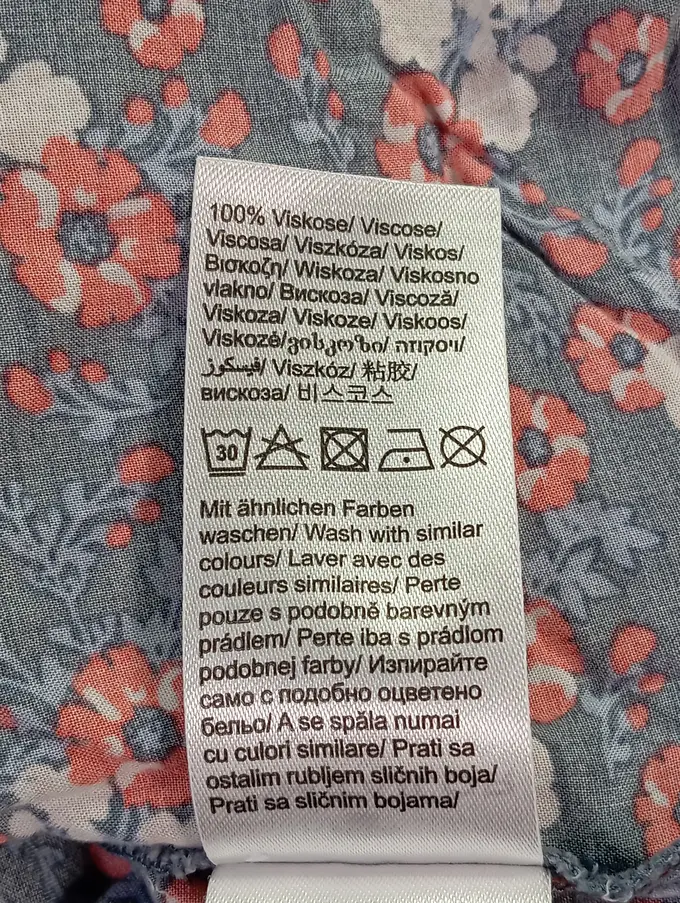 100% Viskose/ Viscose/
Viscosa/ Viszkóza/ Viskos/
Βισκοζη/ Wiskoza/ Viskosno
vlakno/ Вискоза/ Viscoză/
Viskoza/ Viskoze/ Viskoos/
Viskozė/ვისკოზი/ ויסקוזה/
فيسكوز/ Viszkóz/ 粘胶/
вискоза/ 비스코스
30
Mit ähnlichen Farben
waschen/ Wash with similar
colours/ Laver avec des
couleurs similaires/ Perte
pouze s podobně barevným
prádlem/ Perte iba s prádlom
podobnej farby/ Изпирайте
само с подобно оцветено
бельо/ A se spăla numai
cu culori similare/ Prati sa
ostalim rubljem sličnih boja/
Prati sa sličnim bojama/